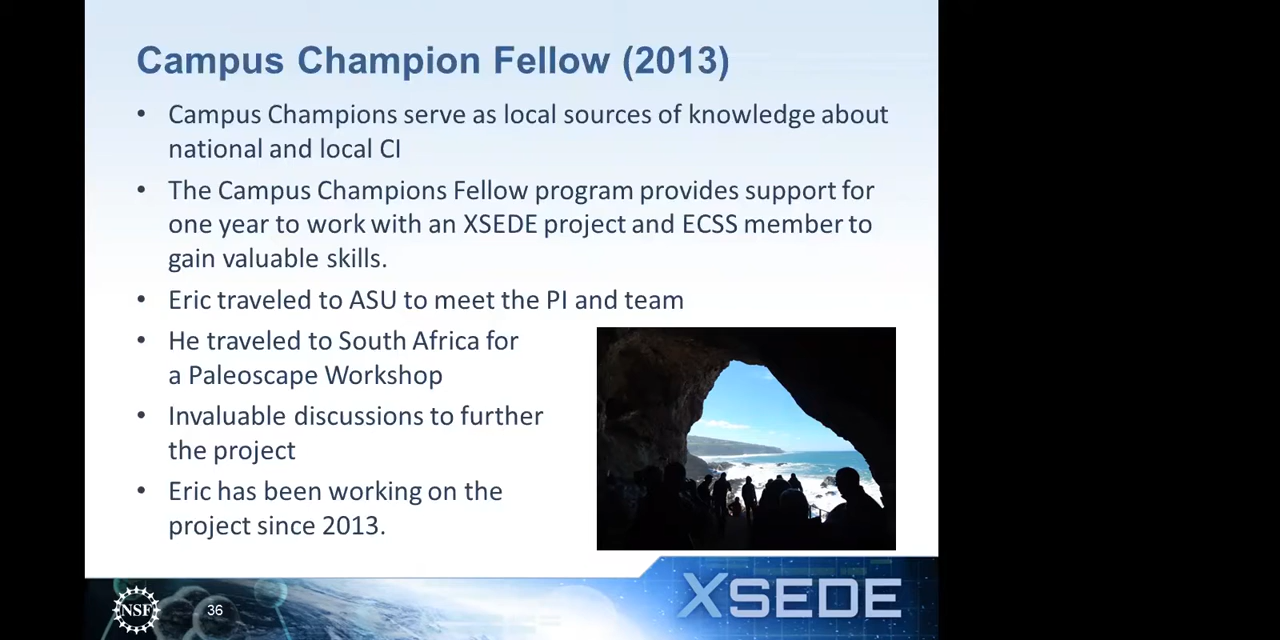 Campus Champion Fellow (2013)
• Campus Champions serve as local sources of knowledge about
national and local CI
• The Campus Champions Fellow program provides support for
one year to work with an XSEDE project and ECSS member to
gain valuable skills.
• Eric traveled to ASU to meet the PI and team
• He traveled to South Africa for
a Paleoscape Workshop
• Invaluable discussions to further
the project
• Eric has been working on the
project since 2013.
NSF
36
XSEDE